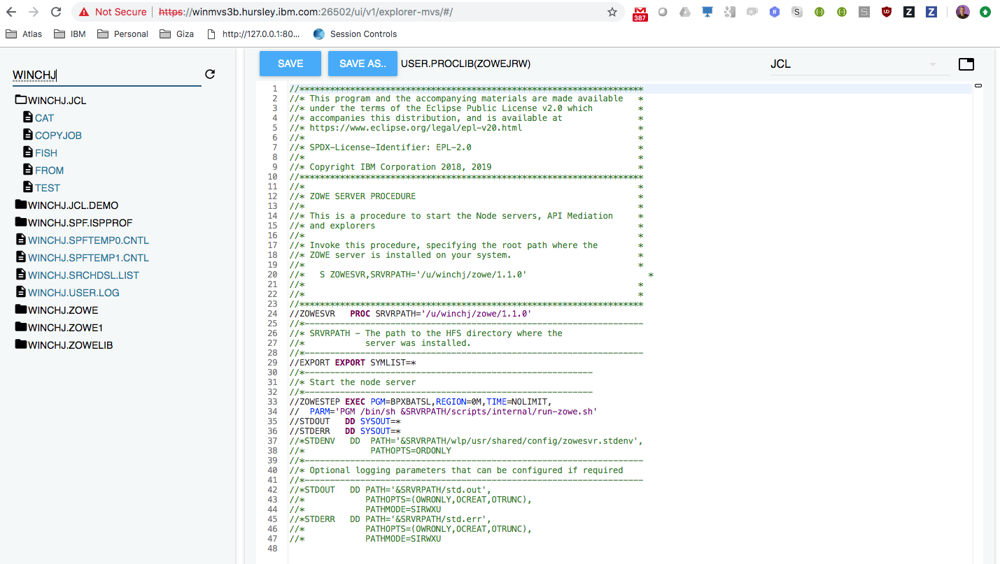 Not Secure | https://winmvs3b.hursley.ibm.com:26502/ui/v1/explorer-mvs/#/
387
Atlas IBM Personal Giza http://127.0.0.1:80... Session Controls
WINCHJ
WINCHJ.JCL
CAT
COPYJOB
FISH
FROM
TEST
WINCHJ.JCL.DEMO
WINCHJ.SPF.ISPPROF
WINCHJ.SPFTEMP0.CNTL
WINCHJ.SPFTEMP1.CNTL
WINCHJ.SRCHDSL.LIST
WINCHJ.USER.LOG
WINCHJ.ZOWE
WINCHJ.ZOWE1
WINCHJ.ZOWELIB
SAVE SAVE AS.. USER.PROCLIB(ZOWEJRW) JCL
1 //********************************************************************
2 //* This program and the accompanying materials are made available   *
3 //* under the terms of the Eclipse Public License v2.0 which         *
4 //* accompanies this distribution, and is available at               *
5 //* https://www.eclipse.org/legal/epl-v20.html                       *
6 //*                                                                  *
7 //* SPDX-License-Identifier: EPL-2.0                                 *
8 //*                                                                  *
9 //* Copyright IBM Corporation 2018, 2019                             *
10 //********************************************************************
11 //*                                                                  *
12 //* ZOWE SERVER PROCEDURE                                            *
13 //*                                                                  *
14 //* This is a procedure to start the Node servers, API Mediation     *
15 //* and explorers                                                    *
16 //*                                                                  *
17 //* Invoke this procedure, specifying the root path where the        *
18 //* ZOWE server is installed on your system.                         *
19 //*                                                                  *
20 //*   S ZOWESVR,SRVRPATH='/u/winchj/zowe/1.1.0'                        *
21 //*                                                                  *
22 //*                                                                  *
23 //********************************************************************
24 //ZOWESVR   PROC SRVRPATH='/u/winchj/zowe/1.1.0'
25 //*-------------------------------------------------------------------
26 //* SRVRPATH - The path to the HFS directory where the
27 //*            server was installed.
28 //*-------------------------------------------------------------------
29 //EXPORT EXPORT SYMLIST=*
30 //*---------------------------------------------------------
31 //* Start the node server
32 //*---------------------------------------------------------
33 //ZOWESTEP EXEC PGM=BPXBATSL,REGION=0M,TIME=NOLIMIT,
34 //  PARM='PGM /bin/sh &SRVRPATH/scripts/internal/run-zowe.sh'
35 //STDOUT   DD SYSOUT=*
36 //STDERR   DD SYSOUT=*
37 //*STDENV   DD  PATH='&SRVRPATH/wlp/usr/shared/config/zowesvr.stdenv',
38 //*             PATHOPTS=ORDONLY
39 //*-------------------------------------------------------------------
40 //* Optional logging parameters that can be configured if required
41 //*-------------------------------------------------------------------
42 //*STDOUT   DD PATH='&SRVRPATH/std.out',
43 //*            PATHOPTS=(OWRONLY,OCREAT,OTRUNC),
44 //*            PATHMODE=SIRWXU
45 //*STDERR   DD PATH='&SRVRPATH/std.err',
46 //*            PATHOPTS=(OWRONLY,OCREAT,OTRUNC),
47 //*            PATHMODE=SIRWXU
48